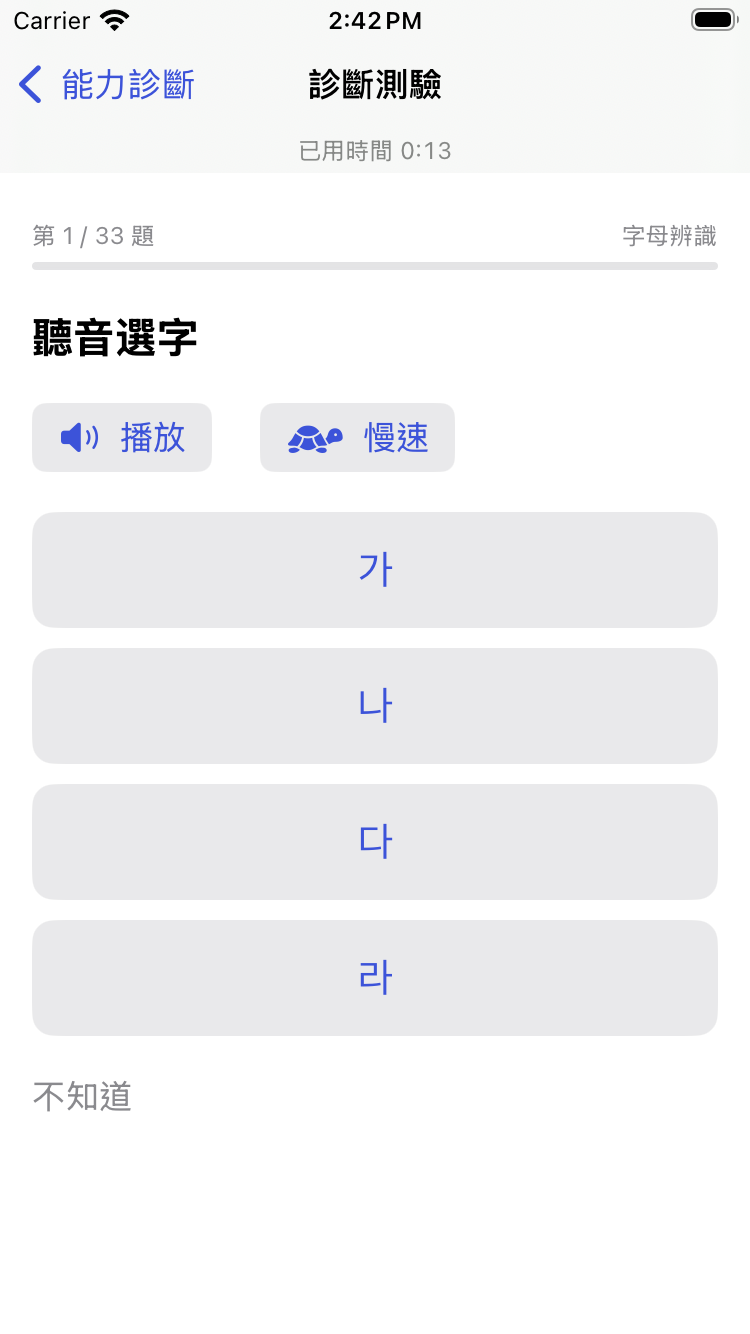 Carrier 2:42 PM
能力診斷 診斷測驗
已用時間 0:13
第 1 / 33 題 字母辨識
聽音選字
播放 慢速
가
나
다
라
不知道